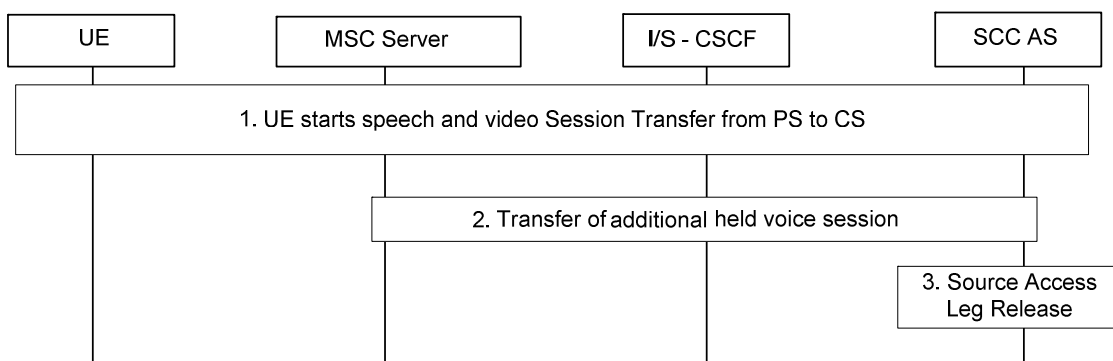 UE
MSC Server
I/S - CSCF
SCC AS
1. UE starts speech and video Session Transfer from PS to CS
2. Transfer of additional held voice session
3. Source Access
Leg Release